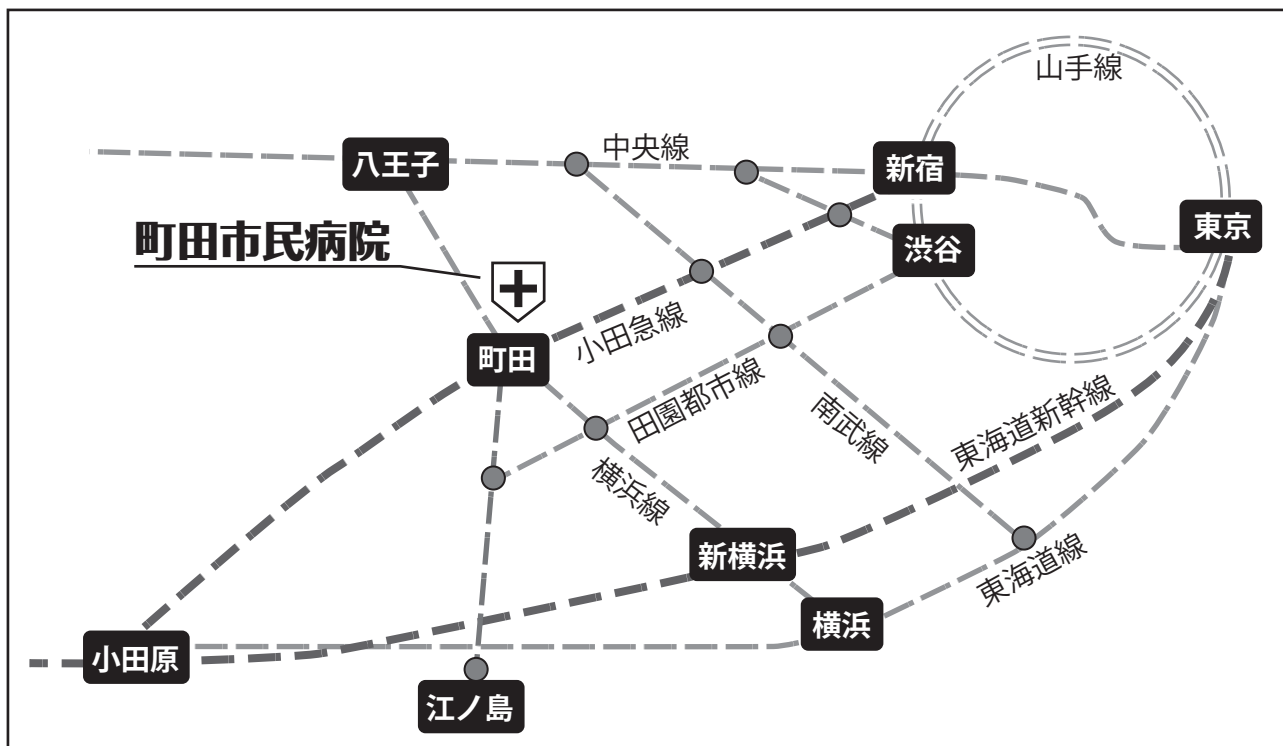 山手線
中央線
八王子
新宿
東京
渋谷
町田市民病院
町田
小田急線
田園都市線
南武線
東海道新幹線
横浜線
新横浜
東海道線
横浜
小田原
江ノ島